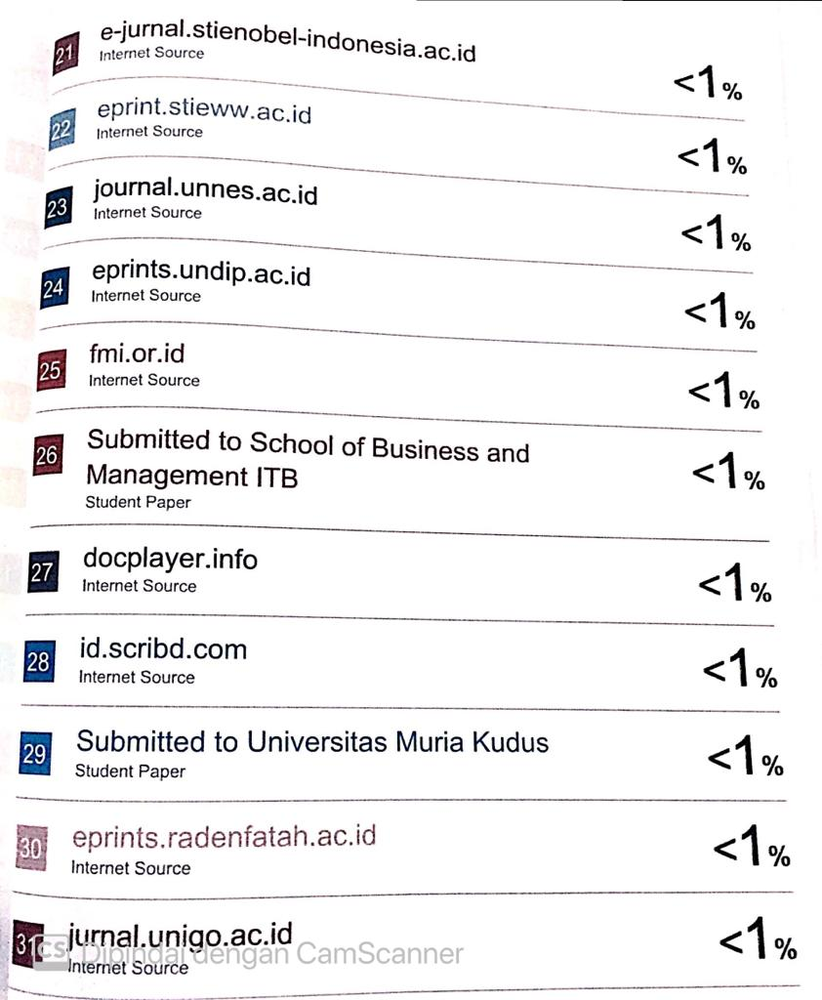 21
e-jurnal.stienobel-indonesia.ac.id
Internet Source
<1%
22
eprint.stieww.ac.id
Internet Source
<1%
23
journal.unnes.ac.id
Internet Source
<1%
24
eprints.undip.ac.id
Internet Source
<1%
25
fmi.or.id
Internet Source
<1%
26
Submitted to School of Business and
Management ITB
Student Paper
<1%
27
docplayer.info
Internet Source
<1%
28
id.scribd.com
Internet Source
<1%
29
Submitted to Universitas Muria Kudus
Student Paper
<1%
30
eprints.radenfatah.ac.id
Internet Source
<1%
31
jurnal.unigo.ac.id
Internet Source
<1%
CS Dipindai dengan CamScanner